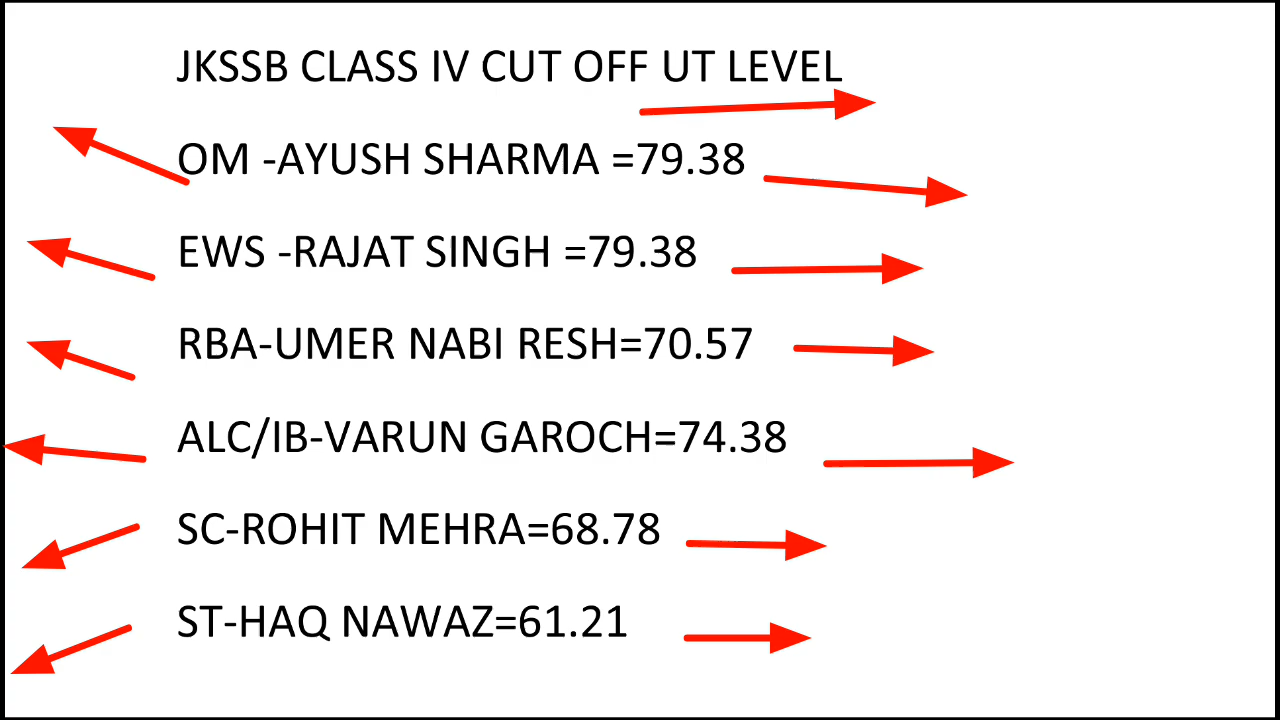 JKSSB CLASS IV CUT OFF UT LEVEL
OM -AYUSH SHARMA =79.38
EWS -RAJAT SINGH =79.38
RBA-UMER NABI RESH=70.57
ALC/IB-VARUN GAROCH=74.38
SC-ROHIT MEHRA=68.78
ST-HAQ NAWAZ=61.21